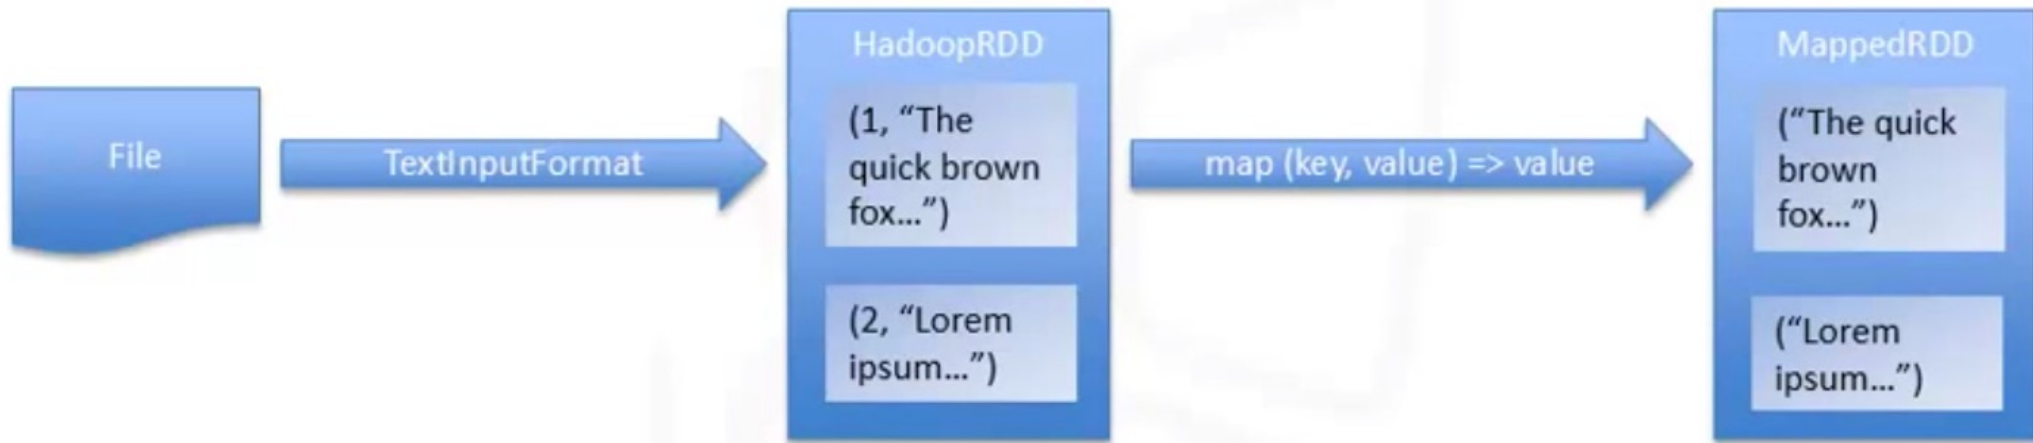 File
TextInputFormat
HadoopRDD
(1, “The
quick brown
fox...”)
(2, “Lorem
ipsum...”)
map (key, value) => value
MappedRDD
(“The quick
brown
fox...”)
(“Lorem
ipsum...”)